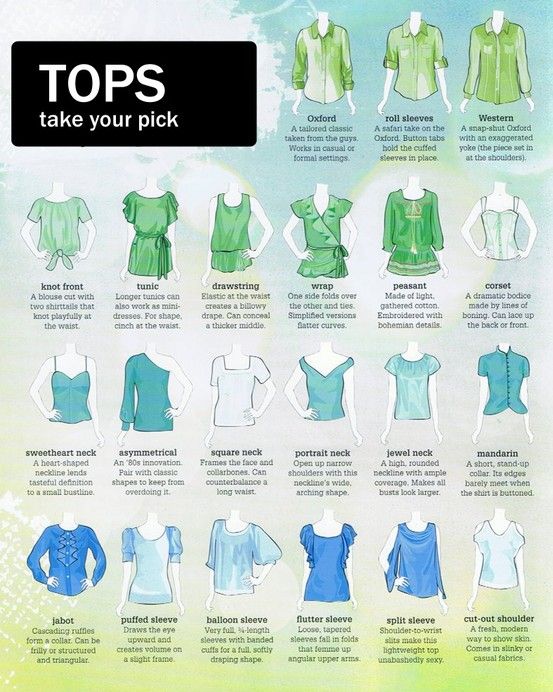 TOPS
take your pick
Oxford
A tailored classic
taken from the guys.
Works in casual or
formal settings.
roll sleeves
A safari take on the
Oxford. Button tabs
hold the cuffed
sleeves in place.
Western
A snap-shut Oxford
with an exaggerated
yoke (the piece set in
at the shoulders).
knot front
A blouse cut with
two shirttails that
knot playfully at
the waist.
tunic
Longer tunics can
also work as mini-
dresses. For shape,
cinch at the waist.
drawstring
Elastic at the waist
creates a billowy
drape. Can conceal
a thicker middle.
wrap
One side folds over
the other and ties.
Simplified versions
flatter curves.
peasant
Made of light,
gathered cotton.
Embroidered with
bohemian details.
corset
A dramatic bodice
made by lines of
boning. Can lace up
the back or front.
sweetheart neck
A heart-shaped
neckline lends
tasteful definition
to a small bustline.
asymmetrical
An '80s innovation.
Pair with classic
shapes to keep from
overdoing it.
square neck
Frames the face and
collarbones. Can
counterbalance a
long waist.
portrait neck
Open up narrow
shoulders with this
neckline's wide,
arching shape.
jewel neck
A high, rounded
neckline with ample
coverage. Makes all
busts look larger.
mandarin
A short, stand-up
collar. Its edges
barely meet when
the shirt is buttoned.
jabot
Cascading ruffles
form a collar. Can be
frilly or structured
and triangular.
puffed sleeve
Draws the eye
upward and
creates volume on
a slight frame.
balloon sleeve
Very full, ¾-length
sleeves with banded
cuffs for a full, softly
draping shape.
flutter sleeve
Loose, tapered
sleeves fall in folds
that femme up
angular upper arms.
split sleeve
Shoulder-to-wrist
slits make this
lightweight top
unabashedly sexy.
cut-out shoulder
A fresh, modern
way to show skin.
Comes in slinky or
casual fabrics.